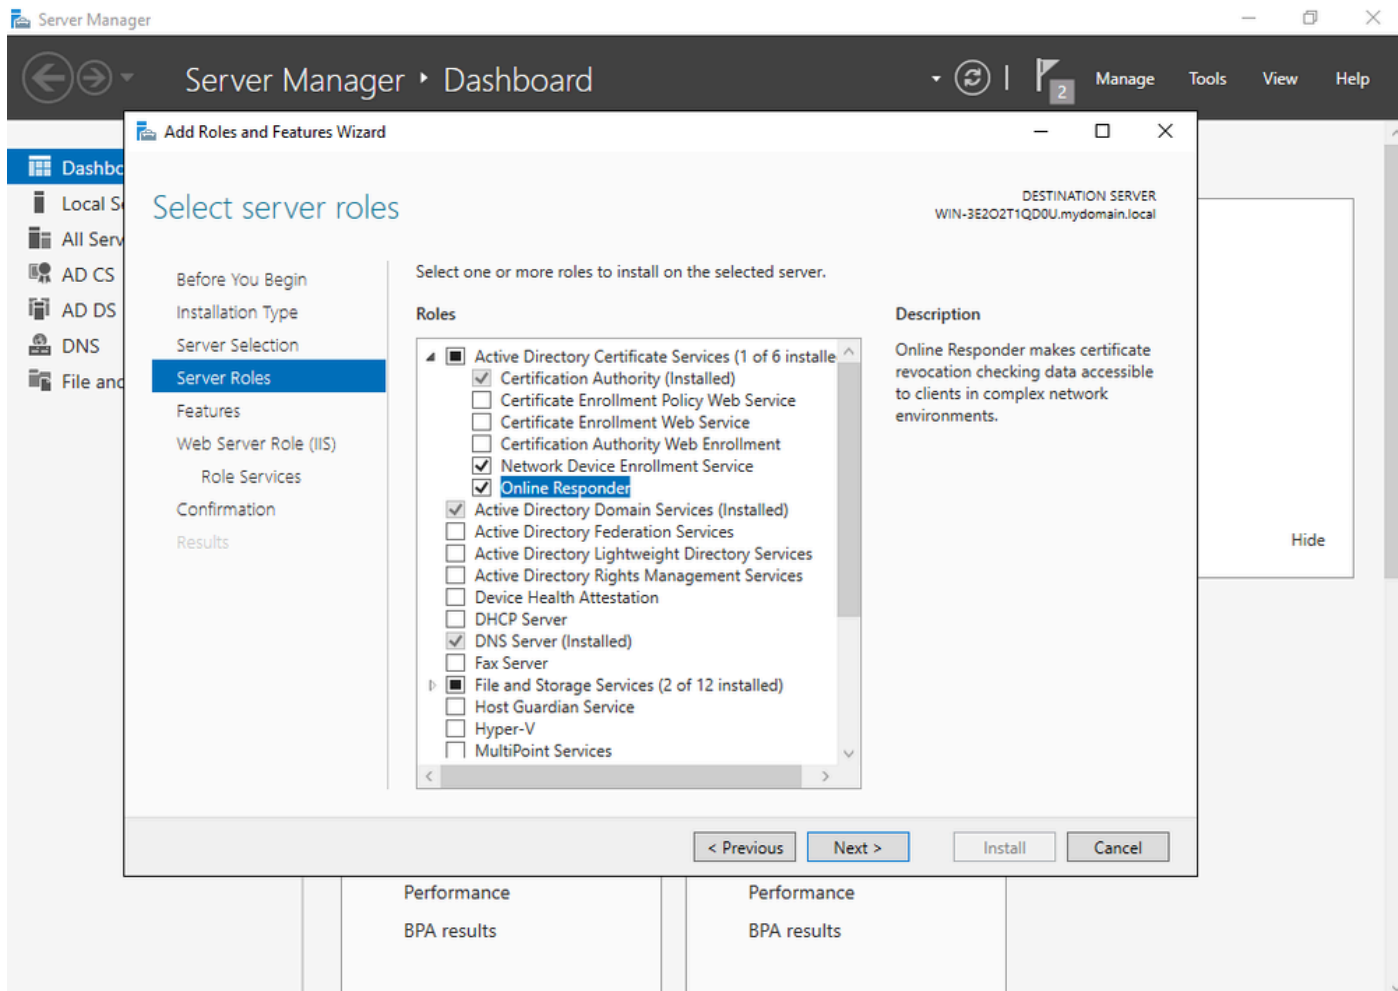 Server Manager
Server Manager ‣ Dashboard
2
Manage Tools View Help
Add Roles and Features Wizard
Dashbc
Local S
All Serv
AD CS
AD DS
DNS
File and
Select server roles
DESTINATION SERVER
WIN-3E2O2T1QD0U.mydomain.local
Before You Begin
Installation Type
Server Selection
Server Roles
Features
Web Server Role (IIS)
Role Services
Confirmation
Results
Select one or more roles to install on the selected server.
Roles
Active Directory Certificate Services (1 of 6 installe
Certification Authority (Installed)
Certificate Enrollment Policy Web Service
Certificate Enrollment Web Service
Certification Authority Web Enrollment
Network Device Enrollment Service
Online Responder
Active Directory Domain Services (Installed)
Active Directory Federation Services
Active Directory Lightweight Directory Services
Active Directory Rights Management Services
Device Health Attestation
DHCP Server
DNS Server (Installed)
Fax Server
File and Storage Services (2 of 12 installed)
Host Guardian Service
Hyper-V
MultiPoint Services
Description
Online Responder makes certificate
revocation checking data accessible
to clients in complex network
environments.
Hide
< Previous
Next >
Install
Cancel
Performance
BPA results
Performance
BPA results